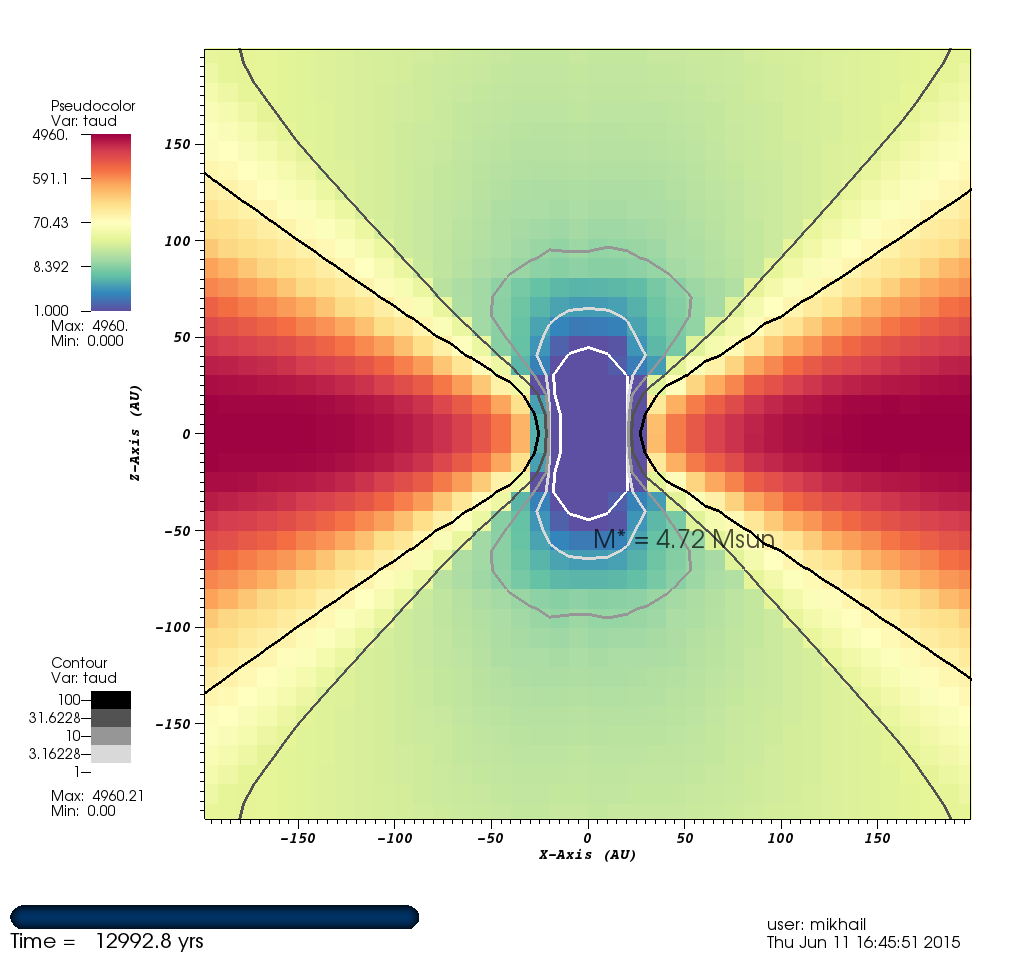 Pseudocolor
Var: taud
4960.
591.1
70.43
8.392
1.000
Max: 4960.
Min: 0.000
Contour
Var: taud
100
31.6228
10
3.16228
1
Max: 4960.21
Min: 0.00
Z-Axis (AU)
150
100
50
0
-50
-100
-150
M* = 4.72 Msun
-150 -100 -50 0 50 100 150
X-Axis (AU)
Time = 12992.8 yrs
user: mikhail
Thu Jun 11 16:45:51 2015